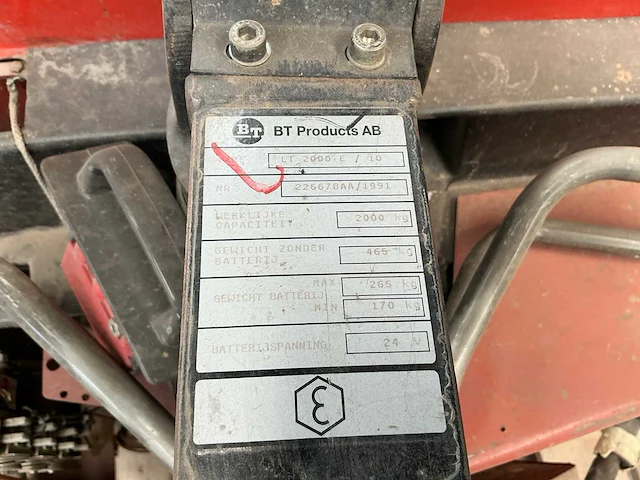 BT BT Products AB
LT 2000 E / 10
NR 226678AA/1991
WERKLIJKE CAPACITEIT 2000 kg
GEWICHT ZONDER BATTERIJ 465 kg
MAX 265 kg
GEWICHT BATTERIJ
MIN 170 kg
BATTERIJSPANNING 24 V